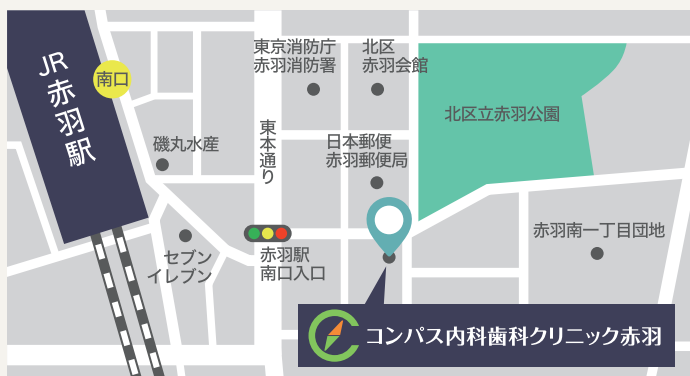 JR赤羽駅
南口
東京消防庁
赤羽消防署
北区
赤羽会館
北区立赤羽公園
東本通り
磯丸水産
日本郵便
赤羽郵便局
セブン
イレブン
赤羽駅
南口入口
赤羽南一丁目団地
コンパス内科歯科クリニック赤羽